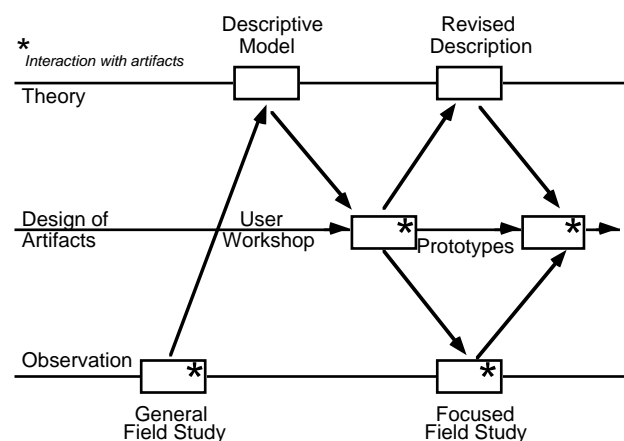 Descriptive
Model
Revised
Description
* Interaction with artifacts
Theory
Design of
Artifacts
User
Workshop
*
Prototypes
*
Observation
*
*
General
Field Study
Focused
Field Study